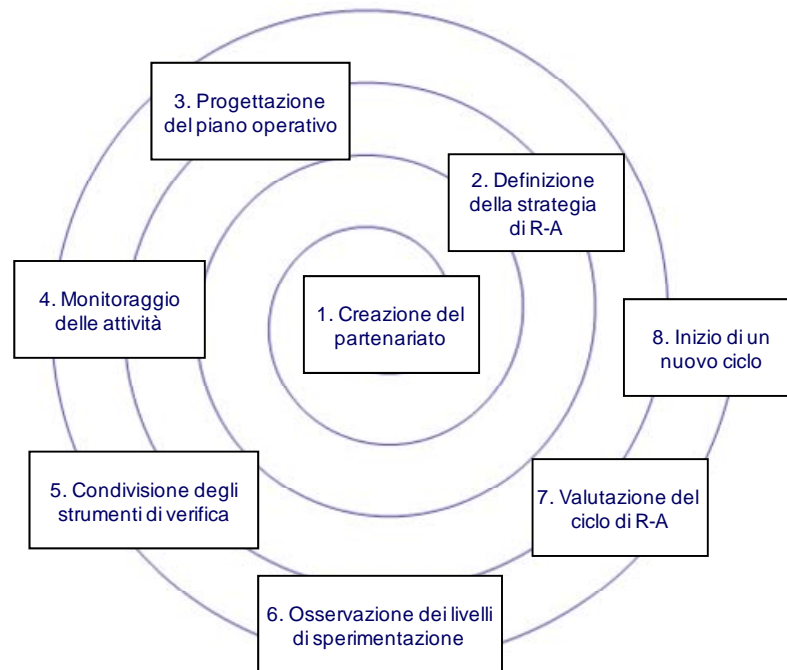 1. Creazione del
partenariato
2. Definizione
della strategia
di R-A
3. Progettazione
del piano operativo
4. Monitoraggio
delle attività
5. Condivisione degli
strumenti di verifica
6. Osservazione dei livelli
di sperimentazione
7. Valutazione del
ciclo di R-A
8. Inizio di un
nuovo ciclo